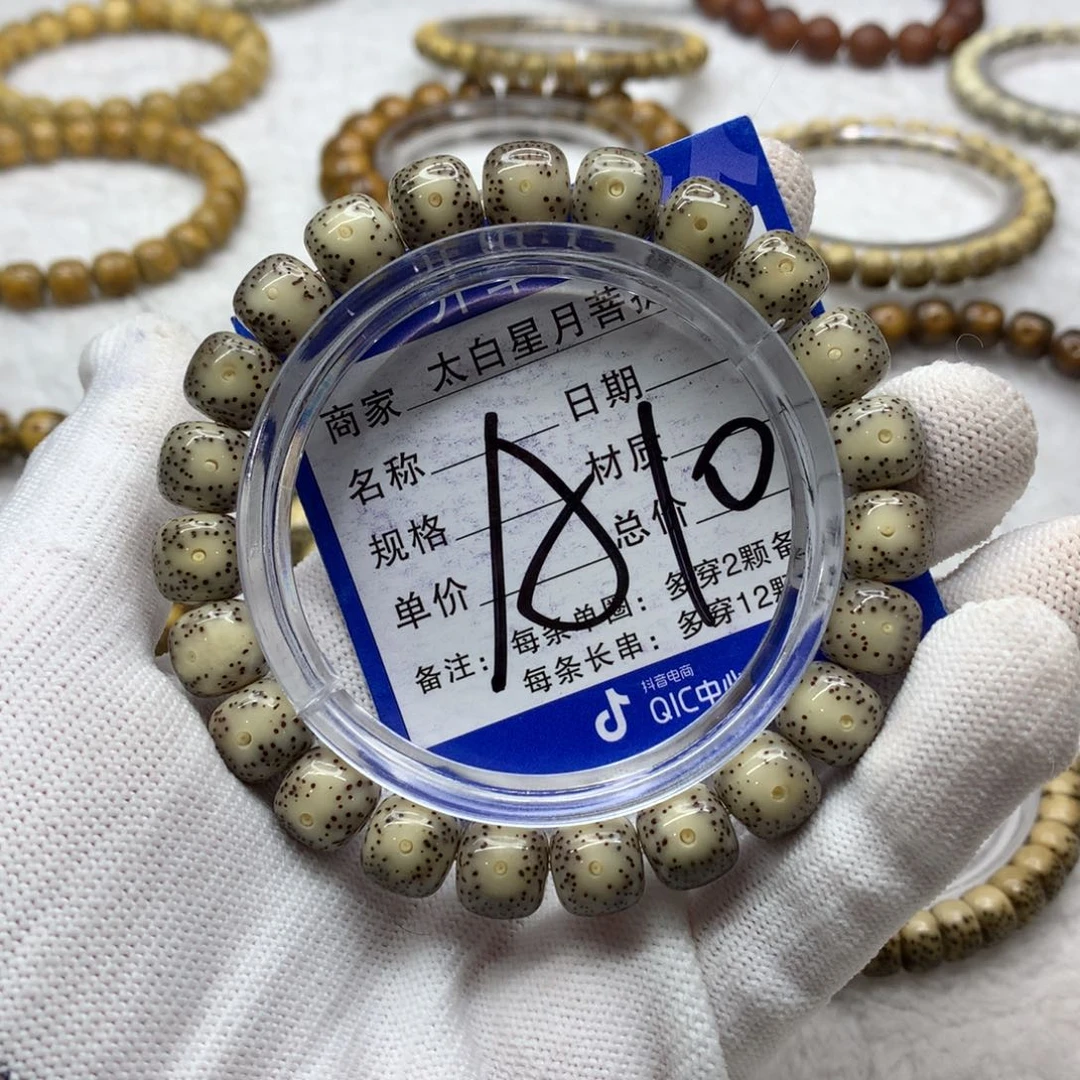 商家 太白星月菩
日期
名称
材质
规格
总价
单价
备注：每条单圈：多穿2颗备
每条长串：多穿12颗
A10
抖音电商
QIC中心